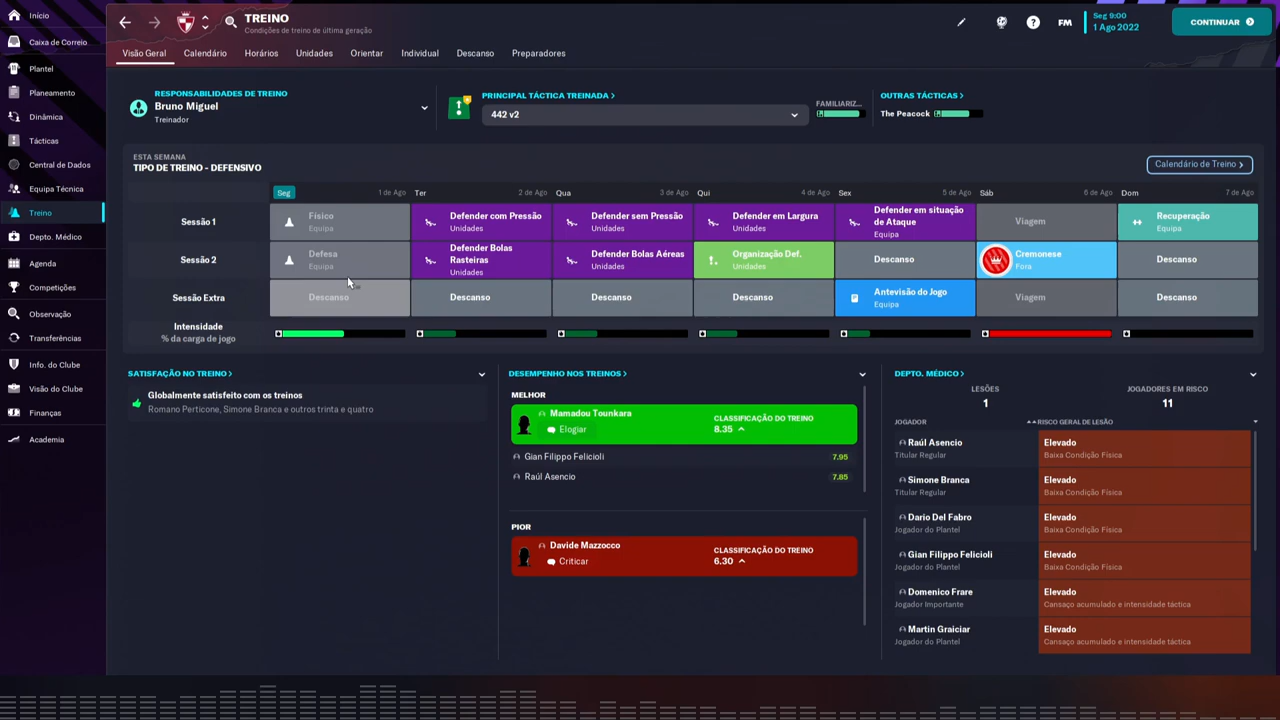 Início
Caixa de Correio
Plantel
Planeamento
Dinâmica
Tácticas
Central de Dados
Equipa Técnica
Treino
Depto. Médico
Agenda
Competições
Observação
Transferências
Info. do Clube
Visão do Clube
Finanças
Academia
TREINO
Condições de treino de última geração
FM
Seg 9:00
1 Ago 2022
CONTINUAR
Visão Geral
Calendário
Horários
Unidades
Orientar
Individual
Descanso
Preparadores
RESPONSABILIDADES DE TREINO
Bruno Miguel
Treinador
PRINCIPAL TÁCTICA TREINADA >
442 v2
FAMILIARIZ...
OUTRAS TÁCTICAS >
The Peacock
ESTA SEMANA
TIPO DE TREINO - DEFENSIVO
Calendário de Treino >
Seg 1 de Ago
Ter 2 de Ago
Qua 3 de Ago
Qui 4 de Ago
Sex 5 de Ago
Sáb 6 de Ago
Dom 7 de Ago
Sessão 1
Físico
Equipa
Defender com Pressão
Unidades
Defender sem Pressão
Unidades
Defender em Largura
Unidades
Defender em situação
de Ataque
Equipa
Viagem
Recuperação
Equipa
Sessão 2
Defesa
Equipa
Defender Bolas
Rasteiras
Unidades
Defender Bolas Aéreas
Unidades
Organização Def.
Unidades
Descanso
Cremonese
Fora
Descanso
Sessão Extra
Descanso
Descanso
Descanso
Descanso
Antevisão do Jogo
Equipa
Viagem
Descanso
Intensidade
% da carga de jogo
SATISFAÇÃO NO TREINO >
Globalmente satisfeito com os treinos
Romano Perticone, Simone Branca e outros trinta e quatro
DESEMPENHO NOS TREINOS >
MELHOR
Mamadou Tounkara
Elogiar
CLASSIFICAÇÃO DO TREINO
8.35
Gian Filippo Felicioli 7.95
Raúl Asencio 7.85
PIOR
Davide Mazzocco
Criticar
CLASSIFICAÇÃO DO TREINO
6.30
DEPTO. MÉDICO >
LESÕES
1
JOGADORES EM RISCO
11
JOGADOR
RISCO GERAL DE LESÃO
Raúl Asencio
Titular Regular
Elevado
Baixa Condição Física
Simone Branca
Titular Regular
Elevado
Baixa Condição Física
Dario Del Fabro
Jogador do Plantel
Elevado
Baixa Condição Física
Gian Filippo Felicioli
Jogador do Plantel
Elevado
Baixa Condição Física
Domenico Frare
Jogador Importante
Elevado
Cansaço acumulado e intensidade táctica
Martin Graiciar
Jogador do Plantel
Elevado
Cansaço acumulado e intensidade táctica